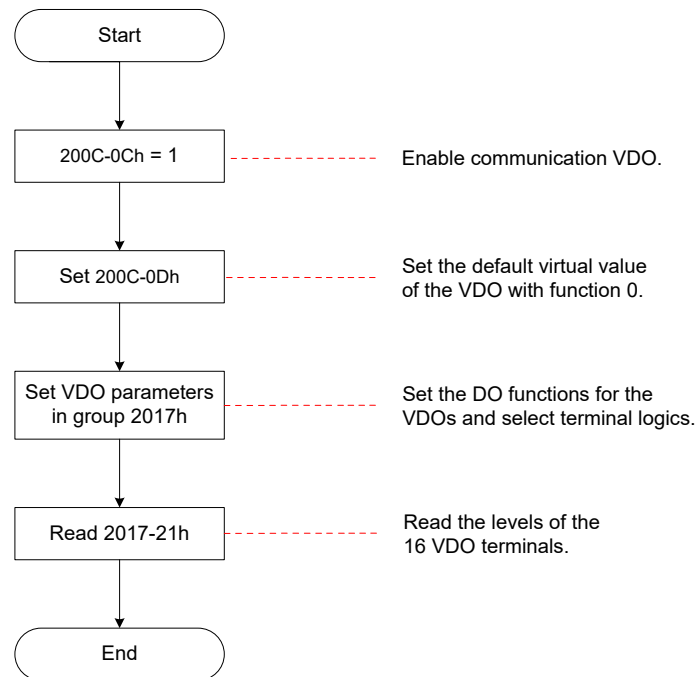 Start
200C-0Ch = 1
Enable communication VDO.
Set 200C-0Dh
Set the default virtual value
of the VDO with function 0.
Set VDO parameters
in group 2017h
Set the DO functions for the
VDOs and select terminal logics.
Read 2017-21h
Read the levels of the
16 VDO terminals.
End